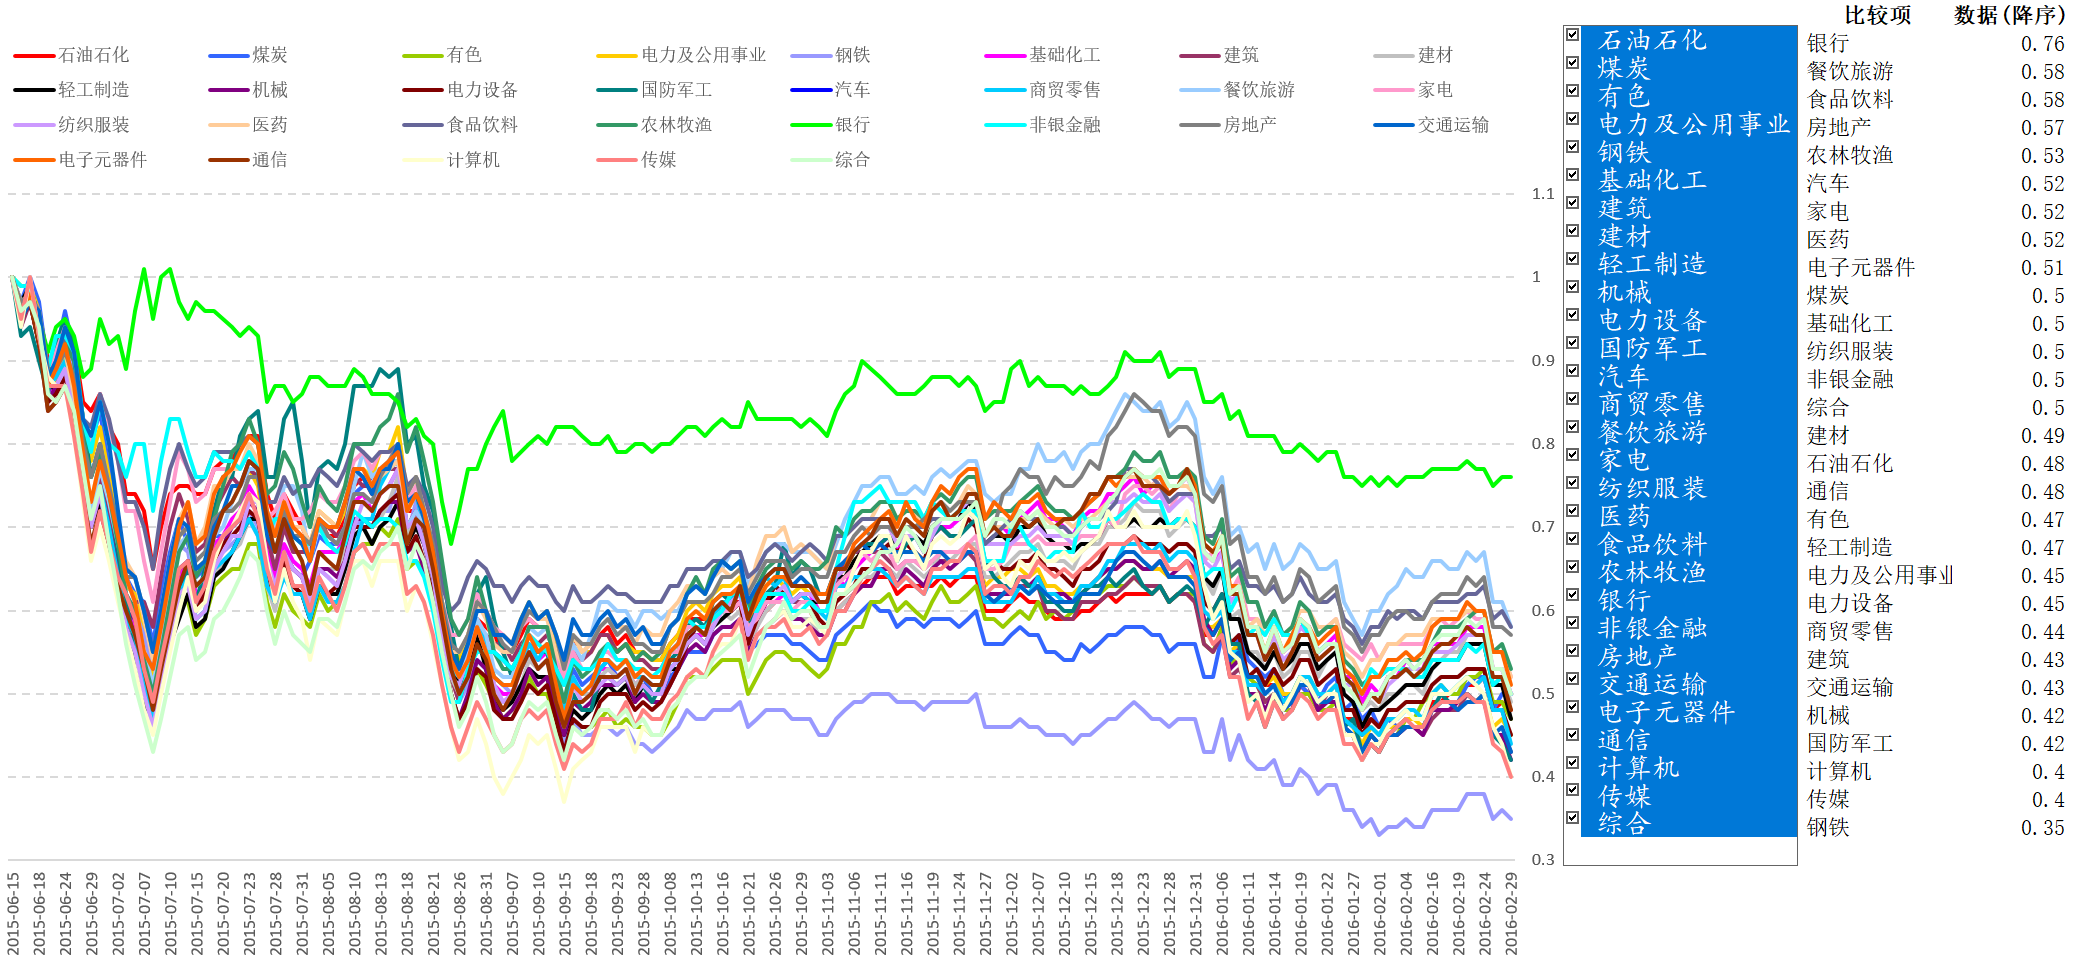 石油石化 煤炭 有色 电力及公用事业 钢铁 基础化工 建筑 建材
轻工制造 机械 电力设备 国防军工 汽车 商贸零售 餐饮旅游 家电
纺织服装 医药 食品饮料 农林牧渔 银行 非银金融 房地产 交通运输
电子元器件 通信 计算机 传媒 综合
1.1
1
0.9
0.8
0.7
0.6
0.5
0.4
0.3
2015-06-15 2015-06-18 2015-06-24 2015-06-29 2015-07-02 2015-07-07 2015-07-10 2015-07-15 2015-07-20 2015-07-23 2015-07-28 2015-07-31 2015-08-05 2015-08-10 2015-08-13 2015-08-18 2015-08-21 2015-08-26 2015-08-31 2015-09-07 2015-09-10 2015-09-15 2015-09-18 2015-09-23 2015-09-28 2015-10-08 2015-10-13 2015-10-16 2015-10-21 2015-10-26 2015-10-29 2015-11-03 2015-11-06 2015-11-11 2015-11-16 2015-11-19 2015-11-24 2015-11-27 2015-12-02 2015-12-07 2015-12-10 2015-12-15 2015-12-18 2015-12-23 2015-12-28 2015-12-31 2016-01-06 2016-01-11 2016-01-14 2016-01-19 2016-01-22 2016-01-27 2016-02-01 2016-02-04 2016-02-16 2016-02-19 2016-02-24 2016-02-29
石油石化
煤炭
有色
电力及公用事业
钢铁
基础化工
建筑
建材
轻工制造
机械
电力设备
国防军工
汽车
商贸零售
餐饮旅游
家电
纺织服装
医药
食品饮料
农林牧渔
银行
非银金融
房地产
交通运输
电子元器件
通信
计算机
传媒
综合
比较项 数据(降序)
银行 0.76
餐饮旅游 0.58
食品饮料 0.58
房地产 0.57
农林牧渔 0.53
汽车 0.52
家电 0.52
医药 0.52
电子元器件 0.51
煤炭 0.5
基础化工 0.5
纺织服装 0.5
非银金融 0.5
综合 0.5
建材 0.49
石油石化 0.48
通信 0.48
有色 0.47
轻工制造 0.47
电力及公用事业 0.45
电力设备 0.45
商贸零售 0.44
建筑 0.43
交通运输 0.43
机械 0.42
国防军工 0.42
计算机 0.4
传媒 0.4
钢铁 0.35